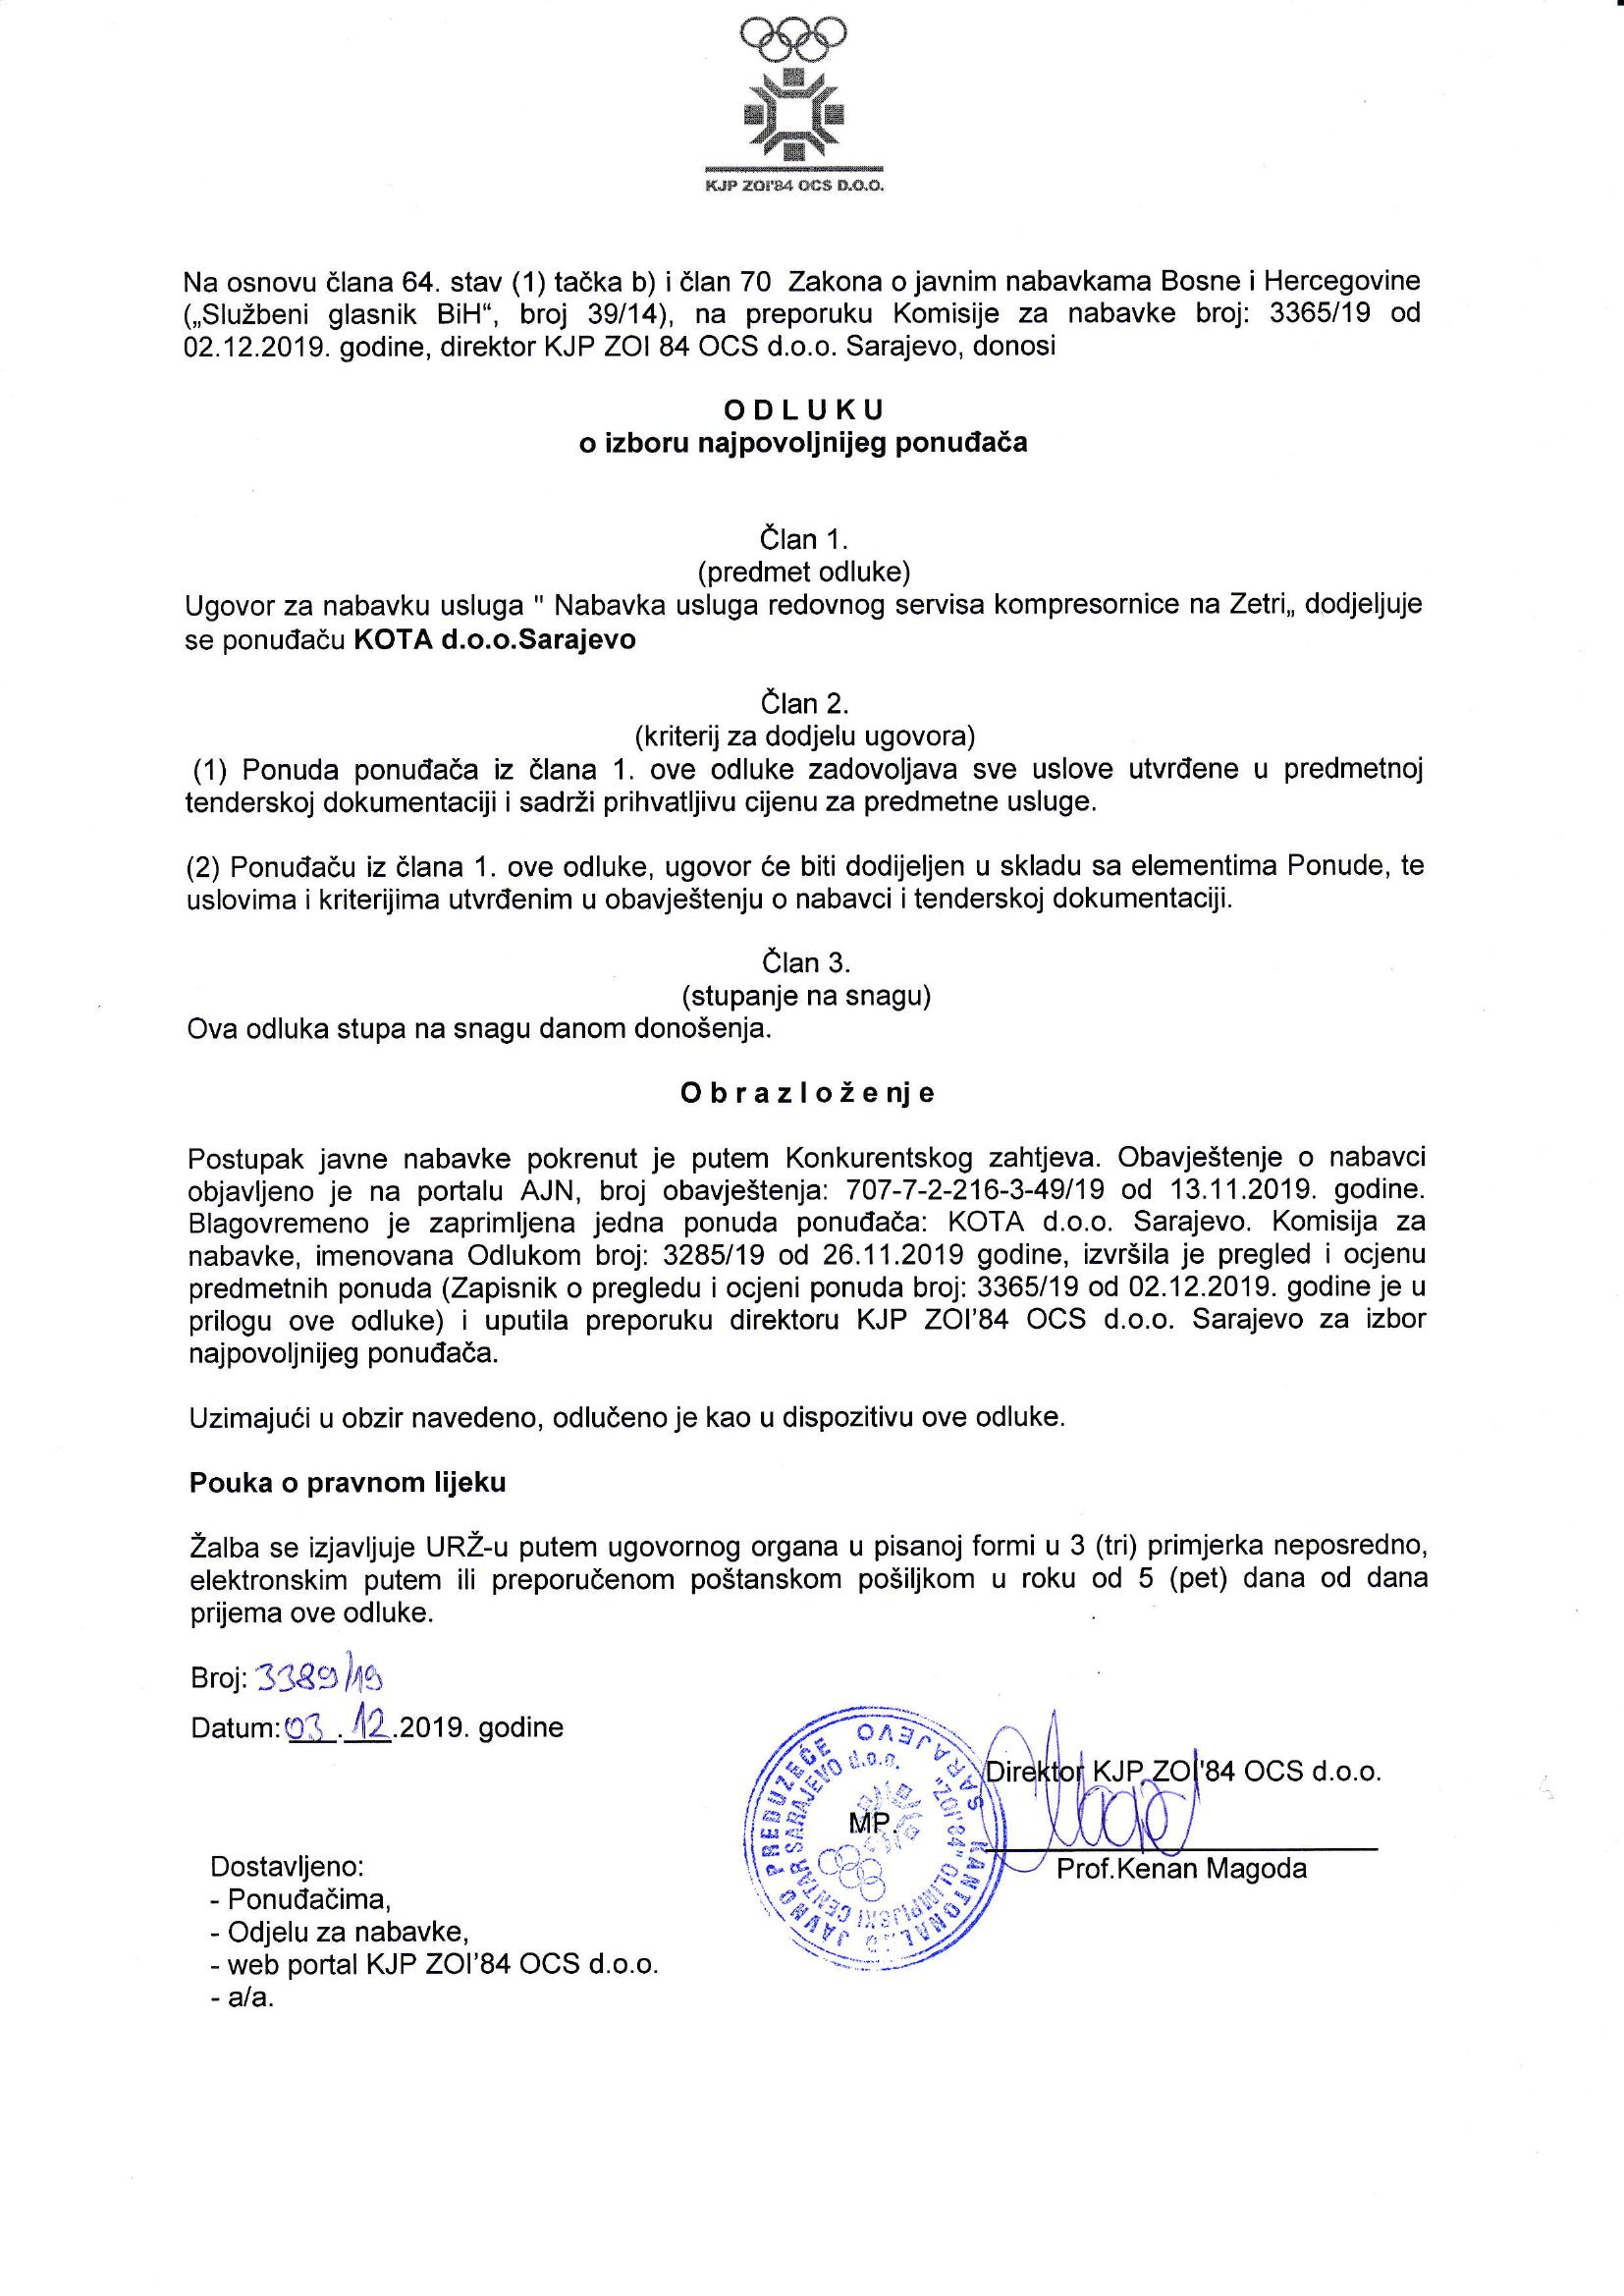 KJP ZOI'84 OCS D.O.O.
Na osnovu člana 64. stav (1) tačka b) i član 70 Zakona o javnim nabavkama Bosne i Hercegovine
(„Službeni glasnik BiH“, broj 39/14), na preporuku Komisije za nabavke broj: 3365/19 od
02.12.2019. godine, direktor KJP ZOI 84 OCS d.o.o. Sarajevo, donosi
O D L U K U
o izboru najpovoljnijeg ponuđača
Član 1.
(predmet odluke)
Ugovor za nabavku usluga " Nabavka usluga redovnog servisa kompresornice na Zetri„ dodjeljuje
se ponuđaču KOTA d.o.o.Sarajevo
Član 2.
(kriterij za dodjelu ugovora)
(1) Ponuda ponuđača iz člana 1. ove odluke zadovoljava sve uslove utvrđene u predmetnoj
tenderskoj dokumentaciji i sadrži prihvatljivu cijenu za predmetne usluge.
(2) Ponuđaču iz člana 1. ove odluke, ugovor će biti dodijeljen u skladu sa elementima Ponude, te
uslovima i kriterijima utvrđenim u obavještenju o nabavci i tenderskoj dokumentaciji.
Član 3.
(stupanje na snagu)
Ova odluka stupa na snagu danom donošenja.
O b r a z l o ž e nj e
Postupak javne nabavke pokrenut je putem Konkurentskog zahtjeva. Obavještenje o nabavci
objavljeno je na portalu AJN, broj obavještenja: 707-7-2-216-3-49/19 od 13.11.2019. godine.
Blagovremeno je zaprimljena jedna ponuda ponuđača: KOTA d.o.o. Sarajevo. Komisija za
nabavke, imenovana Odlukom broj: 3285/19 od 26.11.2019 godine, izvršila je pregled i ocjenu
predmetnih ponuda (Zapisnik o pregledu i ocjeni ponuda broj: 3365/19 od 02.12.2019. godine je u
prilogu ove odluke) i uputila preporuku direktoru KJP ZOI’84 OCS d.o.o. Sarajevo za izbor
najpovoljnijeg ponuđača.
Uzimajući u obzir navedeno, odlučeno je kao u dispozitivu ove odluke.
Pouka o pravnom lijeku
Žalba se izjavljuje URŽ-u putem ugovornog organa u pisanoj formi u 3 (tri) primjerka neposredno,
elektronskim putem ili preporučenom poštanskom pošiljkom u roku od 5 (pet) dana od dana
prijema ove odluke.
Broj: 3389/19
Datum: 03.12.2019. godine
Direktor KJP ZOI'84 OCS d.o.o.
MP.
Prof.Kenan Magoda
KANTONALNO JAVNO PREDUZEĆE SARAJEVO
"ZOI'84" OLIMPIJSKI CENTAR SARAJEVO d.o.o.
Dostavljeno:
- Ponuđačima,
- Odjelu za nabavke,
- web portal KJP ZOI’84 OCS d.o.o.
- a/a.